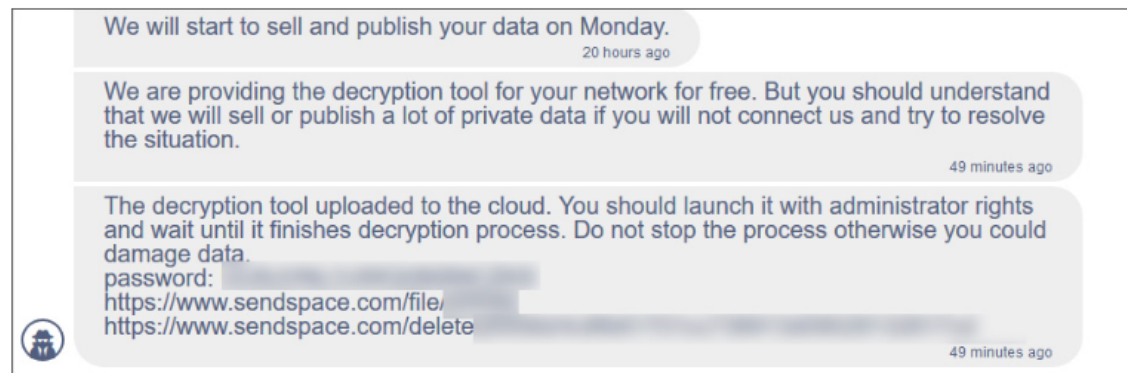 We will start to sell and publish your data on Monday.
20 hours ago
We are providing the decryption tool for your network for free. But you should understand
that we will sell or publish a lot of private data if you will not connect us and try to resolve
the situation.
49 minutes ago
The decryption tool uploaded to the cloud. You should launch it with administrator rights
and wait until it finishes decryption process. Do not stop the process otherwise you could
damage data.
password:
https://www.sendspace.com/file/
https://www.sendspace.com/delete
49 minutes ago